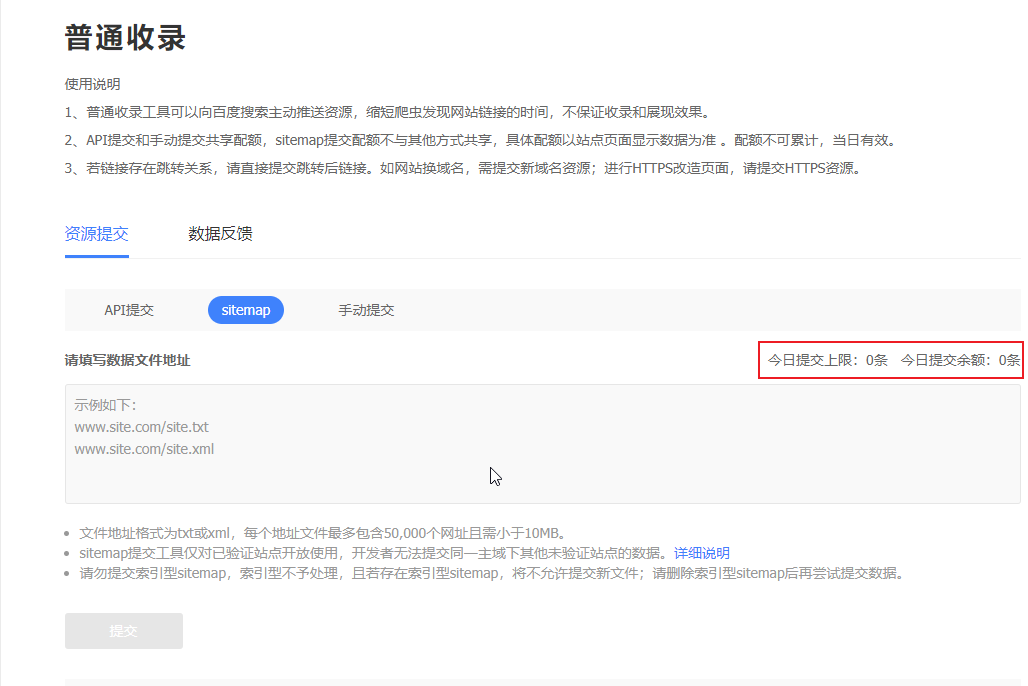 普通收录
使用说明
1、普通收录工具可以向百度搜索主动推送资源，缩短爬虫发现网站链接的时间，不保证收录和展现效果。
2、API提交和手动提交共享配额，sitemap提交配额不与其他方式共享，具体配额以站点页面显示数据为准 。配额不可累计，当日有效。
3、若链接存在跳转关系，请直接提交跳转后链接。如网站换域名，需提交新域名资源；进行HTTPS改造页面，请提交HTTPS资源。
资源提交 数据反馈
API提交 sitemap 手动提交
请填写数据文件地址 今日提交上限：0条 今日提交余额：0条
示例如下：
www.site.com/site.txt
www.site.com/site.xml
文件地址格式为txt或xml，每个地址文件最多包含50,000个网址且需小于10MB。
sitemap提交工具仅对已验证站点开放使用，开发者无法提交同一主域下其他未验证站点的数据。详细说明
请勿提交索引型sitemap，索引型不予处理，且若存在索引型sitemap，将不允许提交新文件；请删除索引型sitemap后再尝试提交数据。
提交